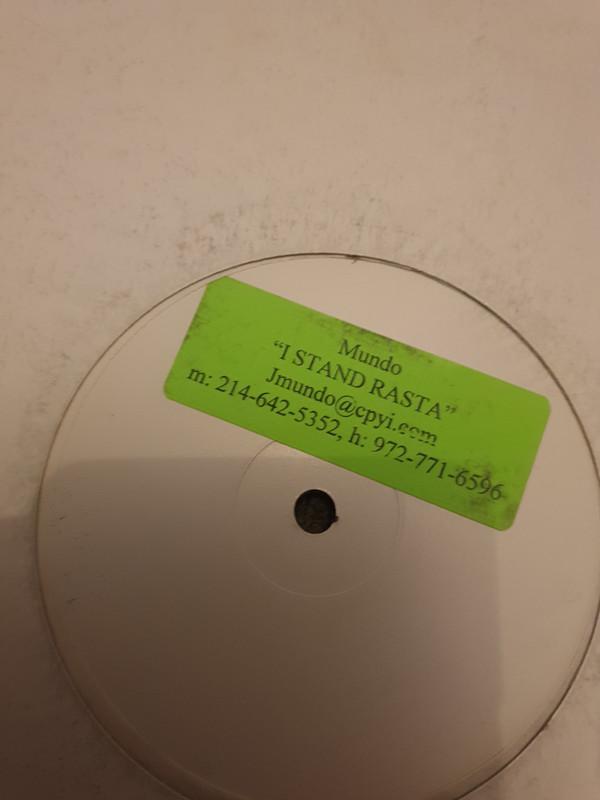 Mundo
“I STAND RASTA”
Jmundo@cpyi.com
m: 214-642-5352, h: 972-771-6596